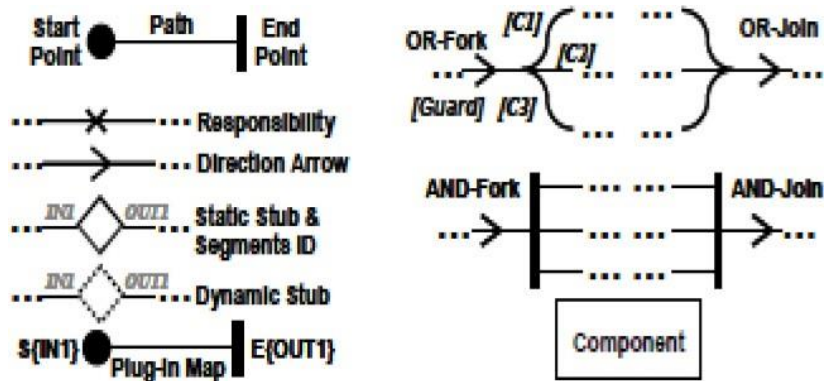 Start Point
Path
End Point
... ... Responsibility
... ... Direction Arrow
IN1 OUT1
... ... Static Stub & Segments ID
IN1 OUT1
... ... Dynamic Stub
S{IN1} E{OUT1}
Plug-in Map
OR-Fork [C1] ... ... OR-Join
... [C2] ... ... ...
[Guard] [C3] ... ...
AND-Fork ... ... AND-Join
... ... ... ...
... ...
Component